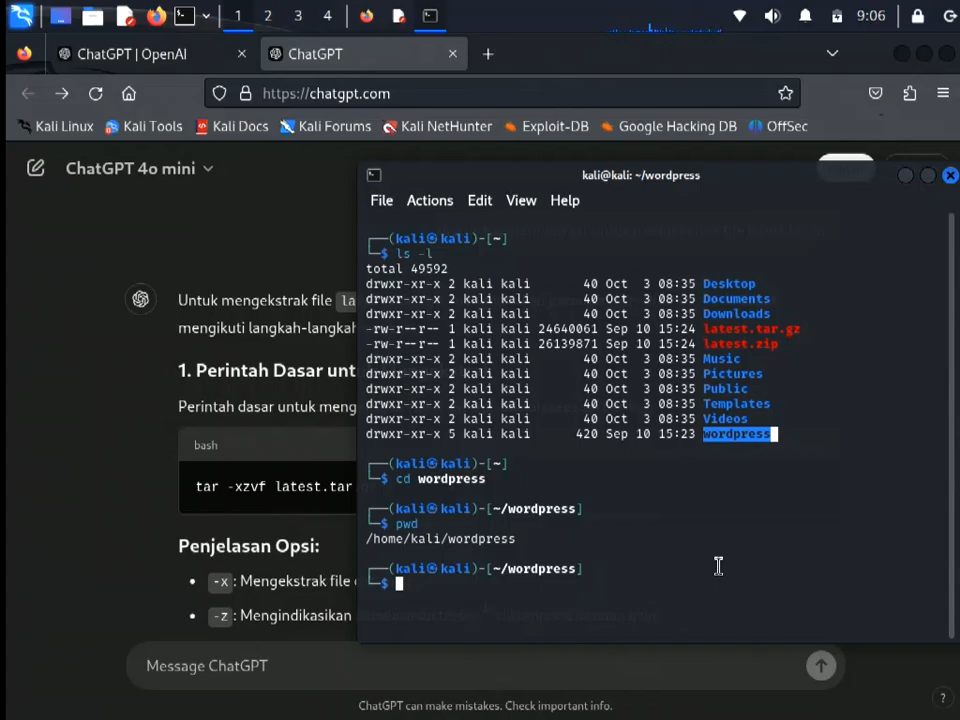 1 2 3 4 9:06
ChatGPT | OpenAI
ChatGPT
https://chatgpt.com
Kali Linux Kali Tools Kali Docs Kali Forums Kali NetHunter Exploit-DB Google Hacking DB OffSec
ChatGPT 4o mini
Untuk mengekstrak file
mengikuti langkah-langkah
1. Perintah Dasar
Perintah dasar untuk
bash
tar -xzvf latest.tar
Penjelasan Opsi:
-x: Mengekstrak file
-z: Mengindikasikan
Message ChatGPT
ChatGPT can make mistakes. Check important info.
?
kali@kali: ~/wordpress
File Actions Edit View Help
┌──(kali㉿kali)-[~]
└─$ ls -l
total 49592
drwxr-xr-x 2 kali kali 40 Oct 3 08:35 Desktop
drwxr-xr-x 2 kali kali 40 Oct 3 08:35 Documents
drwxr-xr-x 2 kali kali 40 Oct 3 08:35 Downloads
-rw-r--r-- 1 kali kali 24640061 Sep 10 15:24 latest.tar.gz
-rw-r--r-- 1 kali kali 26139871 Sep 10 15:24 latest.zip
drwxr-xr-x 2 kali kali 40 Oct 3 08:35 Music
drwxr-xr-x 2 kali kali 40 Oct 3 08:35 Pictures
drwxr-xr-x 2 kali kali 40 Oct 3 08:35 Public
drwxr-xr-x 2 kali kali 40 Oct 3 08:35 Templates
drwxr-xr-x 2 kali kali 40 Oct 3 08:35 Videos
drwxr-xr-x 5 kali kali 420 Sep 10 15:23 wordpress
┌──(kali㉿kali)-[~]
└─$ cd wordpress
┌──(kali㉿kali)-[~/wordpress]
└─$ pwd
/home/kali/wordpress
┌──(kali㉿kali)-[~/wordpress]
└─$